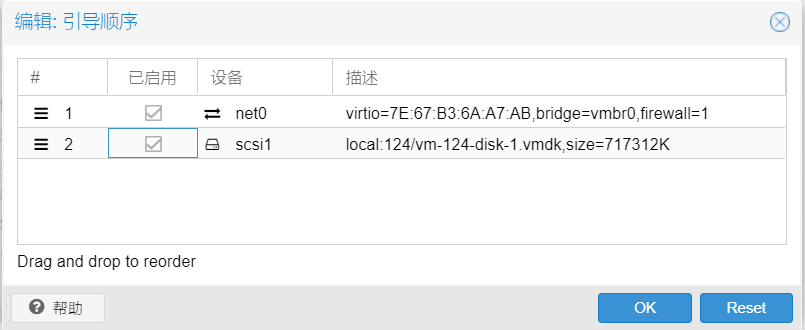 编辑: 引导顺序
# 已启用 设备 描述
1 net0 virtio=7E:67:B3:6A:A7:AB,bridge=vmbr0,firewall=1
2 scsi1 local:124/vm-124-disk-1.vmdk,size=717312K
Drag and drop to reorder
帮助 OK Reset